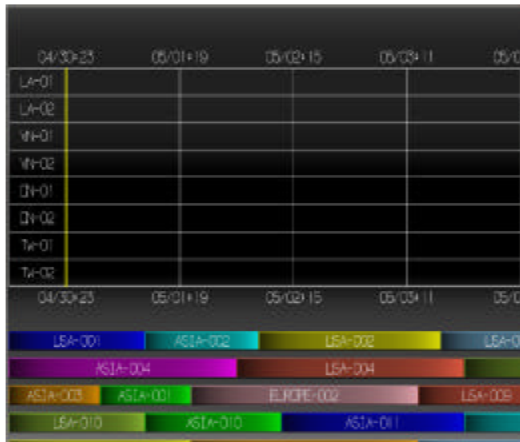 04/30:23 05/01:19 05/02:15 05/03:11
LA-01
LA-02
VN-01
VN-02
CN-01
CN-02
TW-01
TW-02
04/30:23 05/01:19 05/02:15 05/03:11
USA-001 ASIA-002 USA-002
ASIA-004 USA-004
ASIA-003 ASIA-001 EUROPE-002 USA-009
USA-010 ASIA-010 ASIA-011